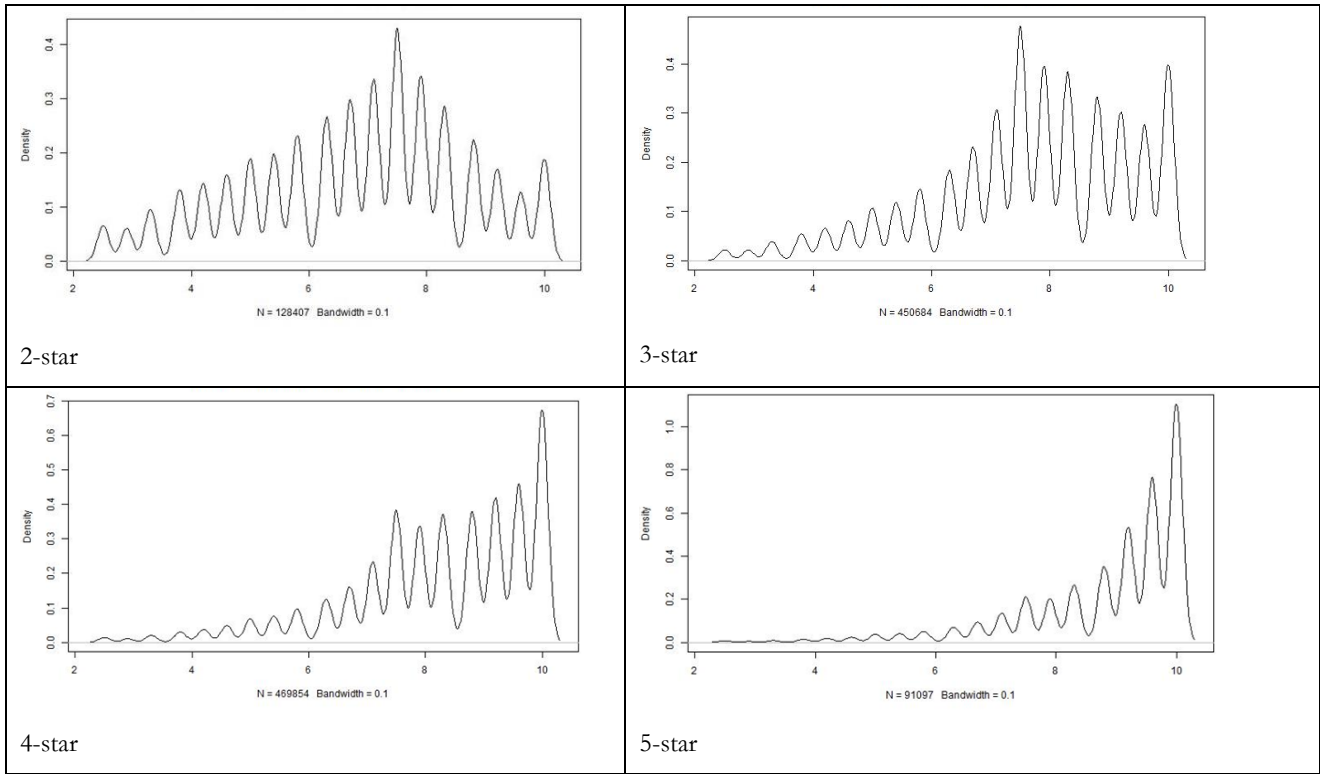 Density
0.0 0.1 0.2 0.3 0.4
2 4 6 8 10
N = 128407 Bandwidth = 0.1
2-star
Density
0.0 0.1 0.2 0.3 0.4
2 4 6 8 10
N = 450684 Bandwidth = 0.1
3-star
Density
0.0 0.1 0.2 0.3 0.4 0.5 0.6 0.7
2 4 6 8 10
N = 469854 Bandwidth = 0.1
4-star
Density
0.0 0.2 0.4 0.6 0.8 1.0
4 6 8 10
N = 91097 Bandwidth = 0.1
5-star